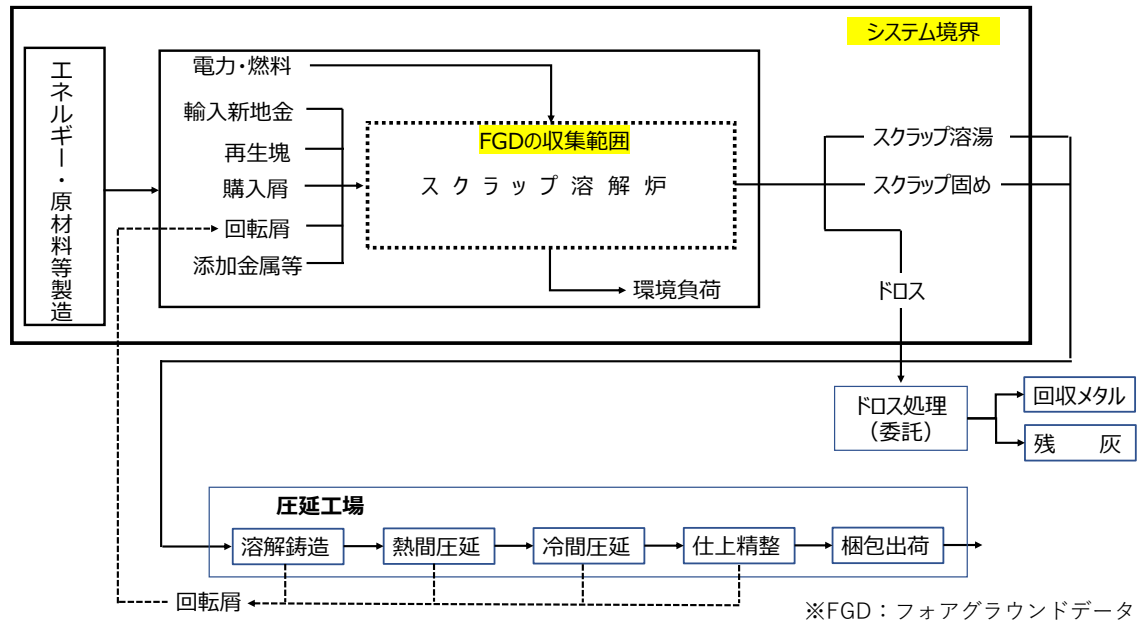 システム境界
エネルギー・原材料等製造
電力・燃料
輸入新地金
再生塊
購入屑
回転屑
添加金属等
FGDの収集範囲
スクラップ溶解炉
環境負荷
スクラップ溶湯
スクラップ固め
ドロス
ドロス処理
（委託）
回収メタル
残灰
圧延工場
溶解鋳造
熱間圧延
冷間圧延
仕上精整
梱包出荷
回転屑
※FGD：フォアグラウンドデータ